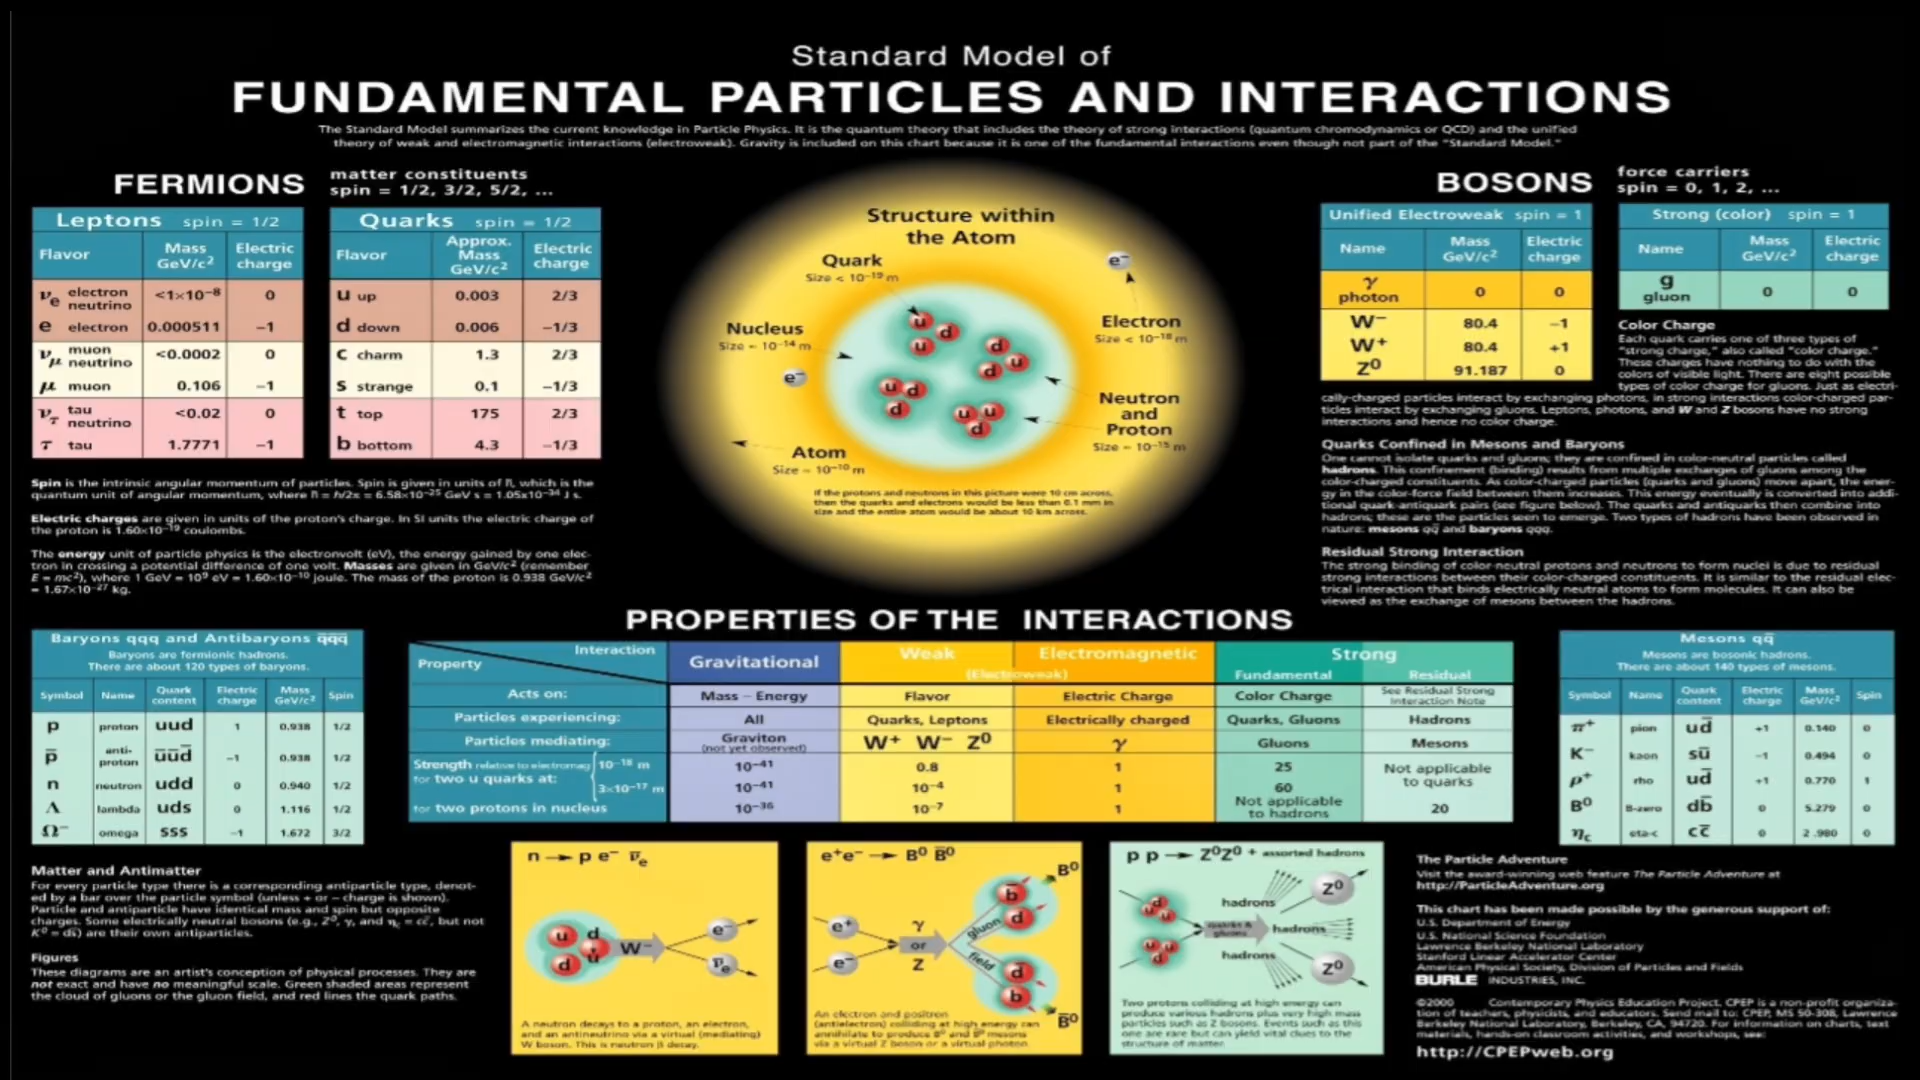 Standard Model of
FUNDAMENTAL PARTICLES AND INTERACTIONS
The Standard Model summarizes the current knowledge in Particle Physics. It is the quantum theory that includes the theory of strong interactions (quantum chromodynamics or QCD) and the unified
theory of weak and electromagnetic interactions (electroweak). Gravity is included on this chart because it is one of the fundamental interactions even though not part of the "Standard Model."
FERMIONS
matter constituents
spin = 1/2, 3/2, 5/2, ...
Leptons spin = 1/2
Flavor Mass GeV/c² Electric charge
νe electron neutrino <1×10⁻⁸ 0
e electron 0.000511 −1
νμ muon neutrino <0.0002 0
μ muon 0.106 −1
ντ tau neutrino <0.02 0
τ tau 1.7771 −1
Quarks spin = 1/2
Flavor Approx. Mass GeV/c² Electric charge
u up 0.003 2/3
d down 0.006 −1/3
c charm 1.3 2/3
s strange 0.1 −1/3
t top 175 2/3
b bottom 4.3 −1/3
Spin is the intrinsic angular momentum of particles. Spin is given in units of ħ, which is the
quantum unit of angular momentum, where ħ = h/2π = 6.58×10⁻²⁵ GeV s = 1.05x10⁻³⁴ J s.
Electric charges are given in units of the proton's charge. In SI units the electric charge of
the proton is 1.60×10⁻¹⁹ coulombs.
The energy unit of particle physics is the electronvolt (eV), the energy gained by one elec-
tron in crossing a potential difference of one volt. Masses are given in GeV/c² (remember
E = mc²), where 1 GeV = 10⁹ eV = 1.60×10⁻¹⁰ joule. The mass of the proton is 0.938 GeV/c²
= 1.67×10⁻²⁷ kg.
Structure within
the Atom
Quark
Size < 10⁻¹⁹ m
e⁻
Nucleus
Size ≈ 10⁻¹⁴ m
Electron
Size < 10⁻¹⁸ m
u d
u
d
u
d
e⁻
u d
d
u u
d
Neutron
and
Proton
Size ≈ 10⁻¹⁵ m
Atom
Size ≈ 10⁻¹⁰ m
If the protons and neutrons in this picture were 10 cm across,
then the quarks and electrons would be less than 0.1 mm in
size and the entire atom would be about 10 km across.
BOSONS
force carriers
spin = 0, 1, 2, ...
Unified Electroweak spin = 1
Name Mass GeV/c² Electric charge
γ photon 0 0
W⁻ 80.4 −1
W⁺ 80.4 +1
Z⁰ 91.187 0
Strong (color) spin = 1
Name Mass GeV/c² Electric charge
g gluon 0 0
Color Charge
Each quark carries one of three types of
"strong charge," also called "color charge."
These charges have nothing to do with the
colors of visible light. There are eight possible
types of color charge for gluons. Just as electri-
cally-charged particles interact by exchanging photons, in strong interactions color-charged par-
ticles interact by exchanging gluons. Leptons, photons, and W and Z bosons have no strong
interactions and hence no color charge.
Quarks Confined in Mesons and Baryons
One cannot isolate quarks and gluons; they are confined in color-neutral particles called
hadrons. This confinement (binding) results from multiple exchanges of gluons among the
color-charged constituents. As color-charged particles (quarks and gluons) move apart, the ener-
gy in the color-force field between them increases. This energy eventually is converted into addi-
tional quark-antiquark pairs (see figure below). The quarks and antiquarks then combine into
hadrons; these are the particles seen to emerge. Two types of hadrons have been observed in
nature: mesons qq̄ and baryons qqq.
Residual Strong Interaction
The strong binding of color-neutral protons and neutrons to form nuclei is due to residual
strong interactions between their color-charged constituents. It is similar to the residual elec-
trical interaction that binds electrically neutral atoms to form molecules. It can also be
viewed as the exchange of mesons between the hadrons.
PROPERTIES OF THE INTERACTIONS
Baryons qqq and Antibaryons q̄q̄q̄
Baryons are fermionic hadrons.
There are about 120 types of baryons.
Symbol Name Quark content Electric charge Mass GeV/c² Spin
p proton uud 1 0.938 1/2
p̄ anti-proton ūūd̄ −1 0.938 1/2
n neutron udd 0 0.940 1/2
Λ lambda uds 0 1.116 1/2
Ω⁻ omega sss −1 1.672 3/2
Property Interaction Gravitational Weak Electromagnetic Strong
(Electroweak) Fundamental Residual
Acts on: Mass – Energy Flavor Electric Charge Color Charge See Residual Strong Interaction Note
Particles experiencing: All Quarks, Leptons Electrically charged Quarks, Gluons Hadrons
Particles mediating: Graviton (not yet observed) W⁺ W⁻ Z⁰ γ Gluons Mesons
Strength relative to electromag 10⁻¹⁸ m 10⁻⁴¹ 0.8 1 25 Not applicable to quarks
for two u quarks at: 3×10⁻¹⁷ m 10⁻⁴¹ 10⁻⁴ 1 60
for two protons in nucleus 10⁻³⁶ 10⁻⁷ 1 Not applicable to hadrons 20
Mesons qq̄
Mesons are bosonic hadrons.
There are about 140 types of mesons.
Symbol Name Quark content Electric charge Mass GeV/c² Spin
π⁺ pion ud̄ +1 0.140 0
K⁻ kaon sū −1 0.494 0
ρ⁺ rho ud̄ +1 0.770 1
B⁰ B-zero db̄ 0 5.279 0
ηc eta-c cc̄ 0 2.980 0
Matter and Antimatter
For every particle type there is a corresponding antiparticle type, denot-
ed by a bar over the particle symbol (unless + or − charge is shown).
Particle and antiparticle have identical mass and spin but opposite
charges. Some electrically neutral bosons (e.g., Z⁰, γ, and ηc = cc̄, but not
K⁰ = ds̄) are their own antiparticles.
Figures
These diagrams are an artist's conception of physical processes. They are
not exact and have no meaningful scale. Green shaded areas represent
the cloud of gluons or the gluon field, and red lines the quark paths.
n → p e⁻ ν̄e
u d
u
d
W⁻
e⁻
ν̄e
A neutron decays to a proton, an electron,
and an antineutrino via a virtual (mediating)
W boson. This is neutron β decay.
e⁺e⁻ → B⁰ B̄⁰
B⁰
b̄
d
e⁺
γ
or
Z
e⁻
gluon
field
d̄
b
B̄⁰
An electron and positron
(antielectron) colliding at high energy can
annihilate to produce B⁰ and B̄⁰ mesons
via a virtual Z boson or a virtual photon.
p p → Z⁰Z⁰ + assorted hadrons
Z⁰
hadrons
u
u d
quarks &
gluons
hadrons
u u
d
hadrons
Z⁰
Two protons colliding at high energy can
produce various hadrons plus very high mass
particles such as Z bosons. Events such as this
one are rare but can yield vital clues to the
structure of matter.
The Particle Adventure
Visit the award-winning web feature The Particle Adventure at
http://ParticleAdventure.org
This chart has been made possible by the generous support of:
U.S. Department of Energy
U.S. National Science Foundation
Lawrence Berkeley National Laboratory
Stanford Linear Accelerator Center
American Physical Society, Division of Particles and Fields
BURLE INDUSTRIES, INC.
©2000 Contemporary Physics Education Project. CPEP is a non-profit organiza-
tion of teachers, physicists, and educators. Send mail to: CPEP, MS 50-308, Lawrence
Berkeley National Laboratory, Berkeley, CA, 94720. For information on charts, text
materials, hands-on classroom activities, and workshops, see:
http://CPEPweb.org